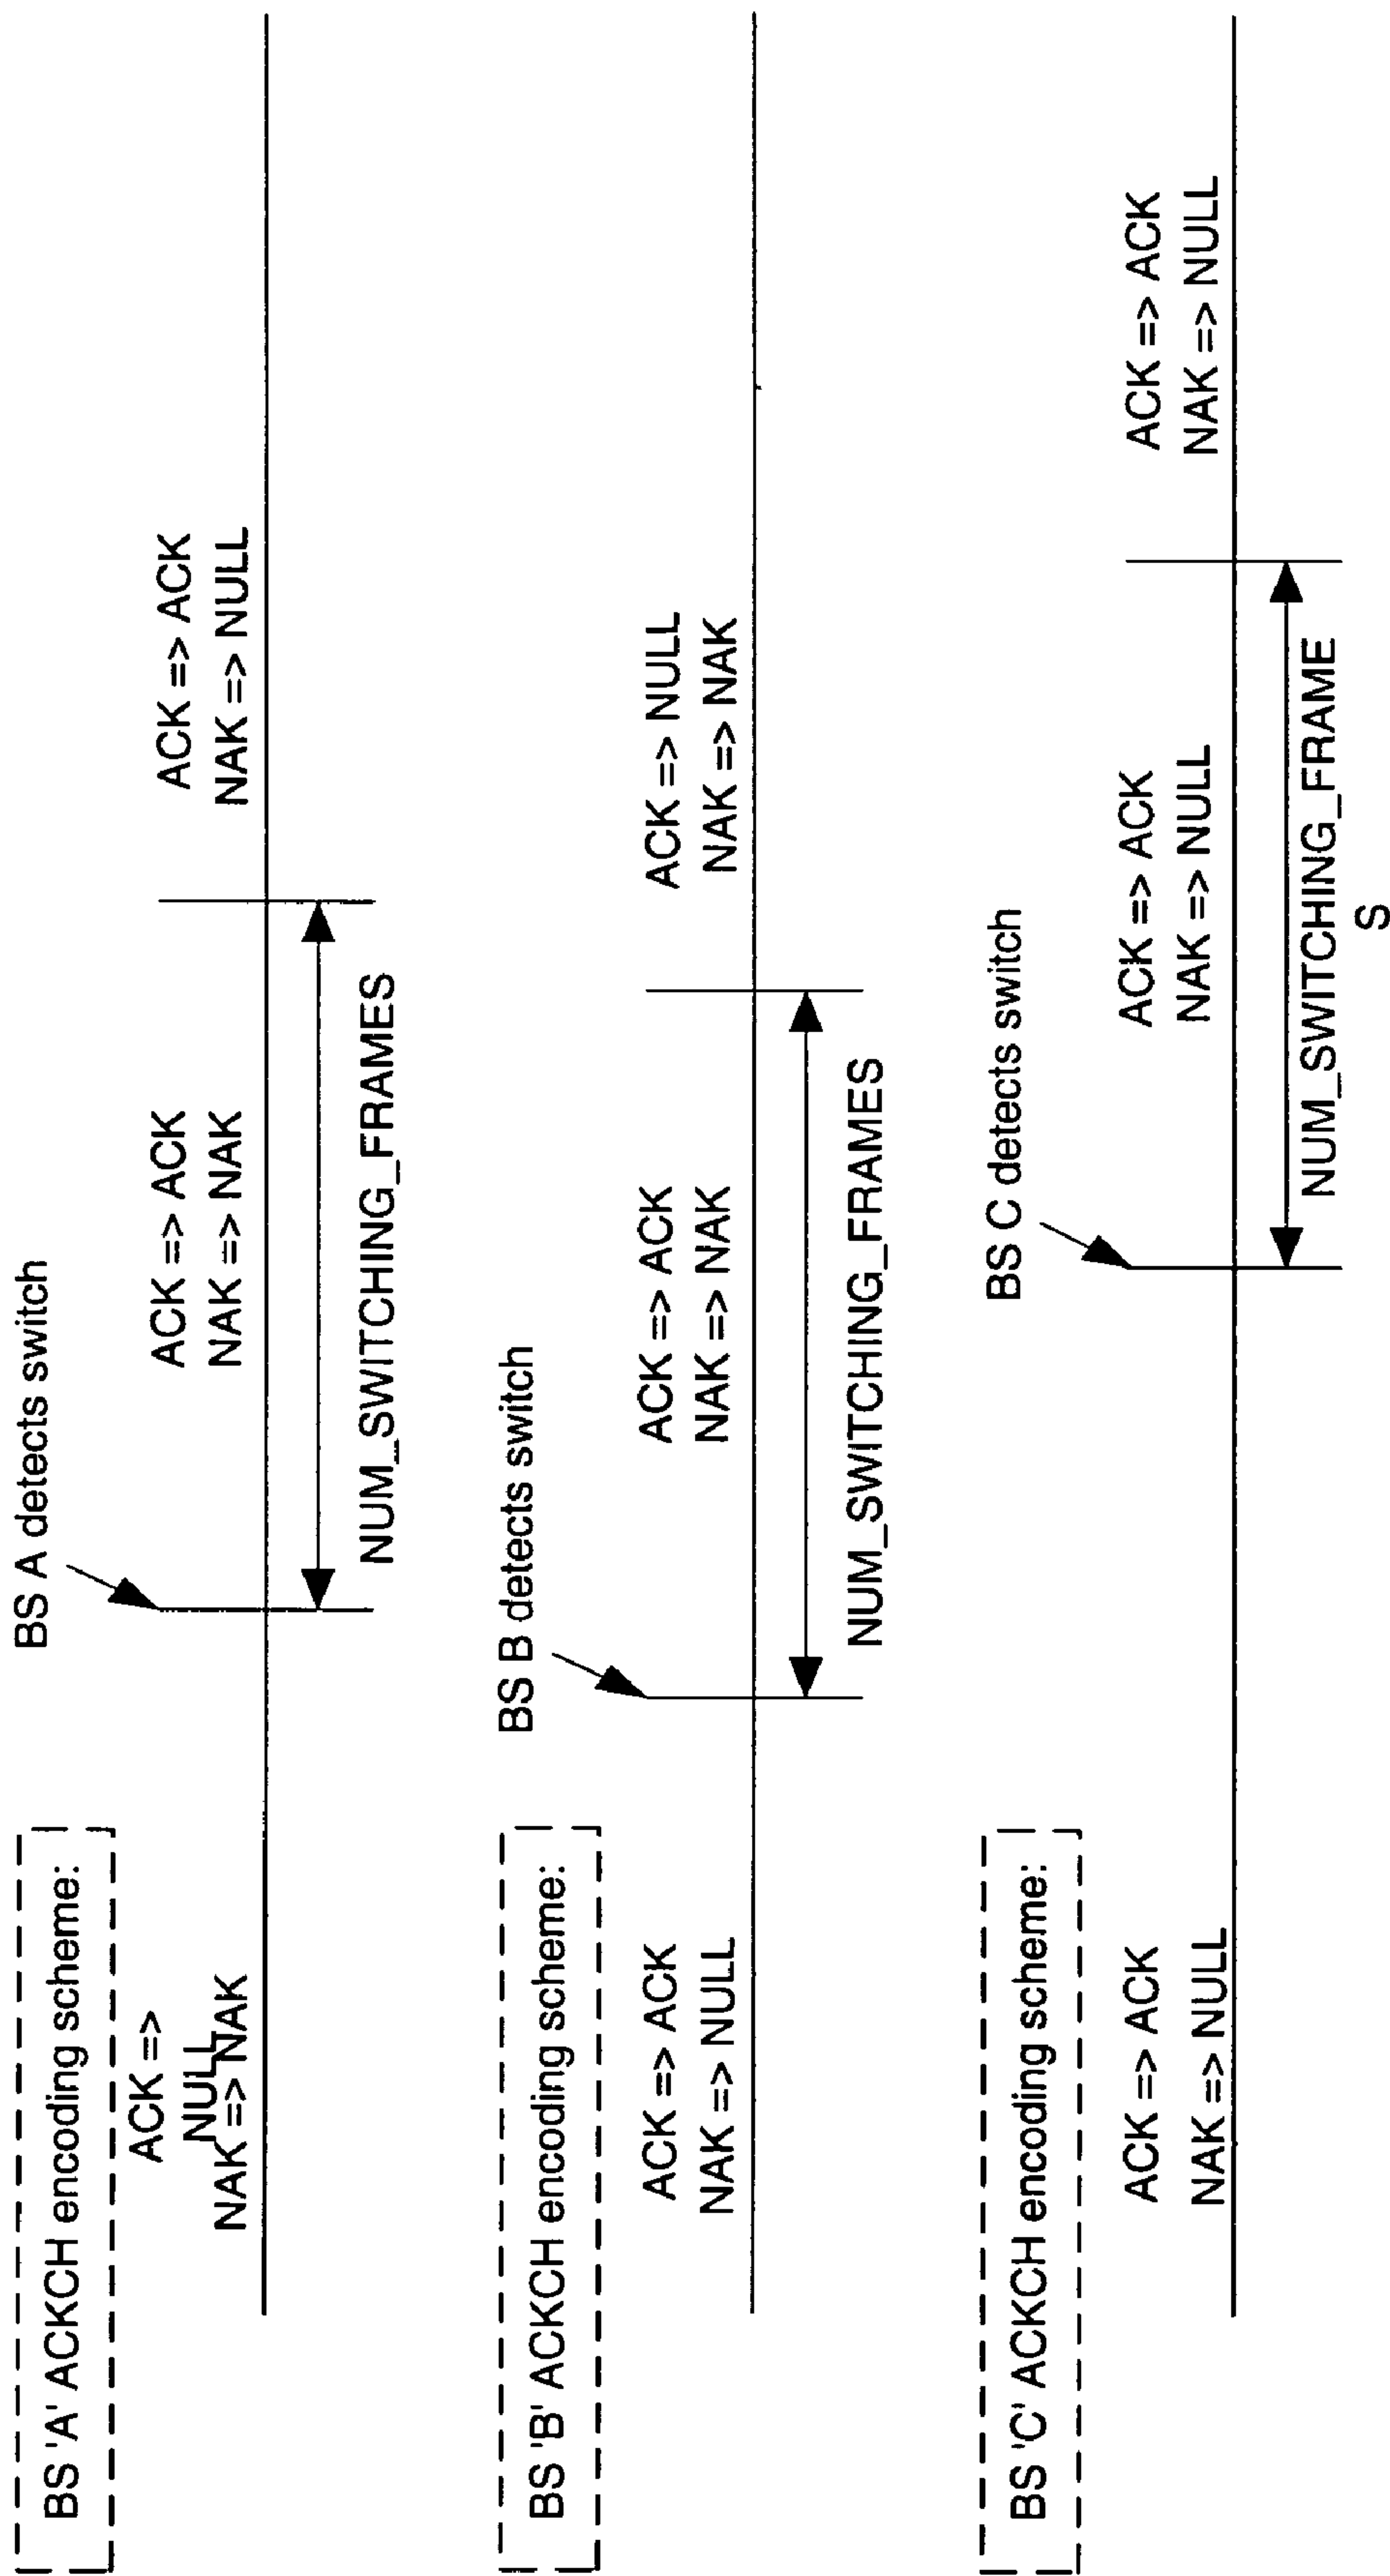 BS 'A' ACKCH encoding scheme:
BS A detects switch
ACK =>
NULL
NAK => NAK
ACK => ACK
NAK => NAK
ACK => ACK
NAK => NULL
NUM_SWITCHING_FRAMES
BS 'B' ACKCH encoding scheme:
BS B detects switch
ACK => ACK
NAK => NULL
ACK => ACK
NAK => NAK
ACK => NULL
NAK => NAK
NUM_SWITCHING_FRAMES
BS 'C' ACKCH encoding scheme:
BS C detects switch
ACK => ACK
NAK => NULL
ACK => ACK
NAK => NULL
ACK => ACK
NAK => NULL
NUM_SWITCHING_FRAME
S